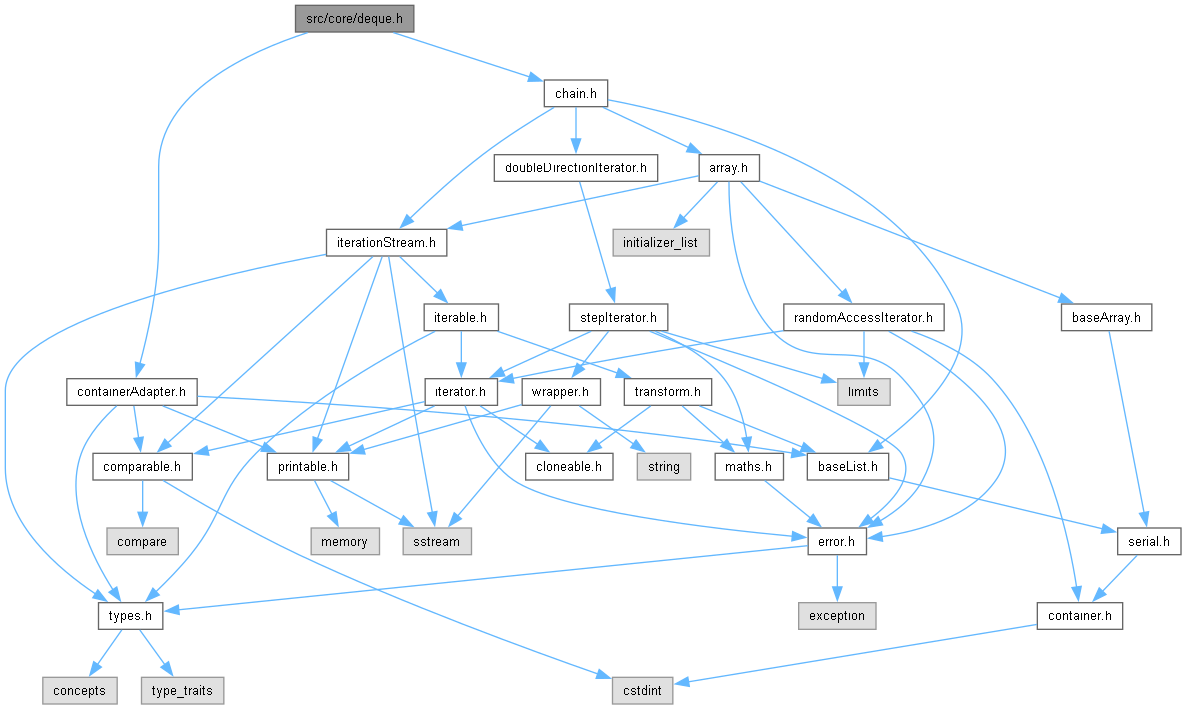 src/core/deque.h
chain.h
doubleDirectionIterator.h
array.h
iterationStream.h
initializer_list
iterable.h
stepIterator.h
randomAccessIterator.h
baseArray.h
containerAdapter.h
iterator.h
wrapper.h
transform.h
limits
comparable.h
printable.h
cloneable.h
string
maths.h
baseList.h
compare
memory
sstream
error.h
serial.h
types.h
exception
container.h
concepts
type_traits
cstdint